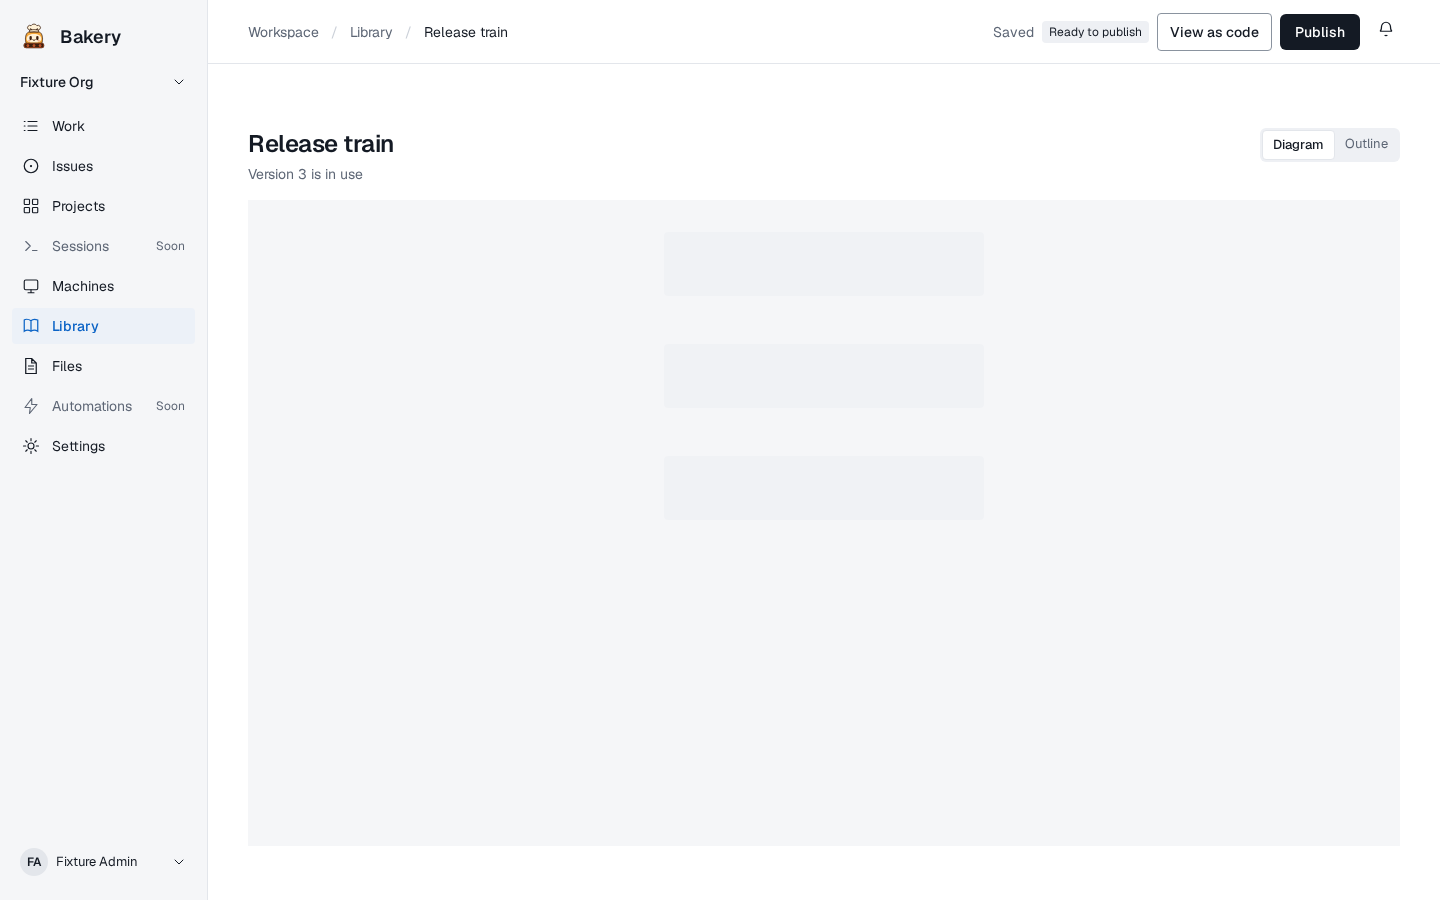 Bakery
Fixture Org
Work
Issues
Projects
Sessions Soon
Machines
Library
Files
Automations Soon
Settings
FA Fixture Admin
Workspace / Library / Release train
Saved Ready to publish View as code Publish
Release train
Version 3 is in use
Diagram Outline